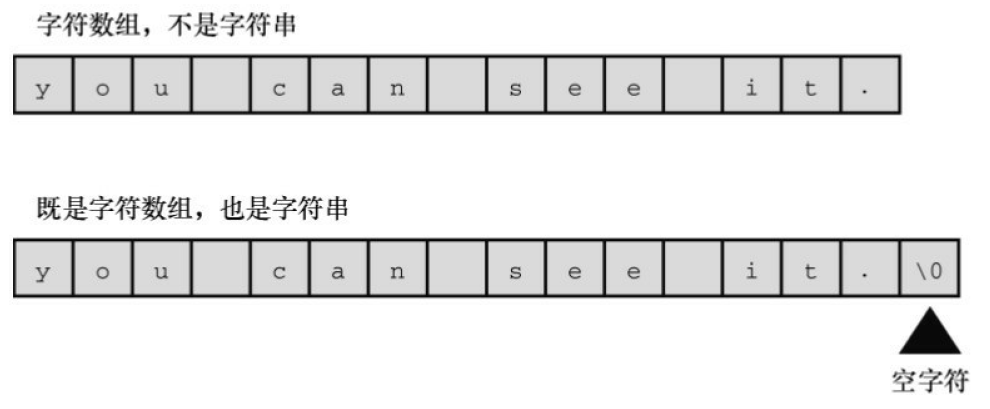 字符数组，不是字符串
y o u c a n s e e i t .
既是字符数组，也是字符串
y o u c a n s e e i t . \0
空字符